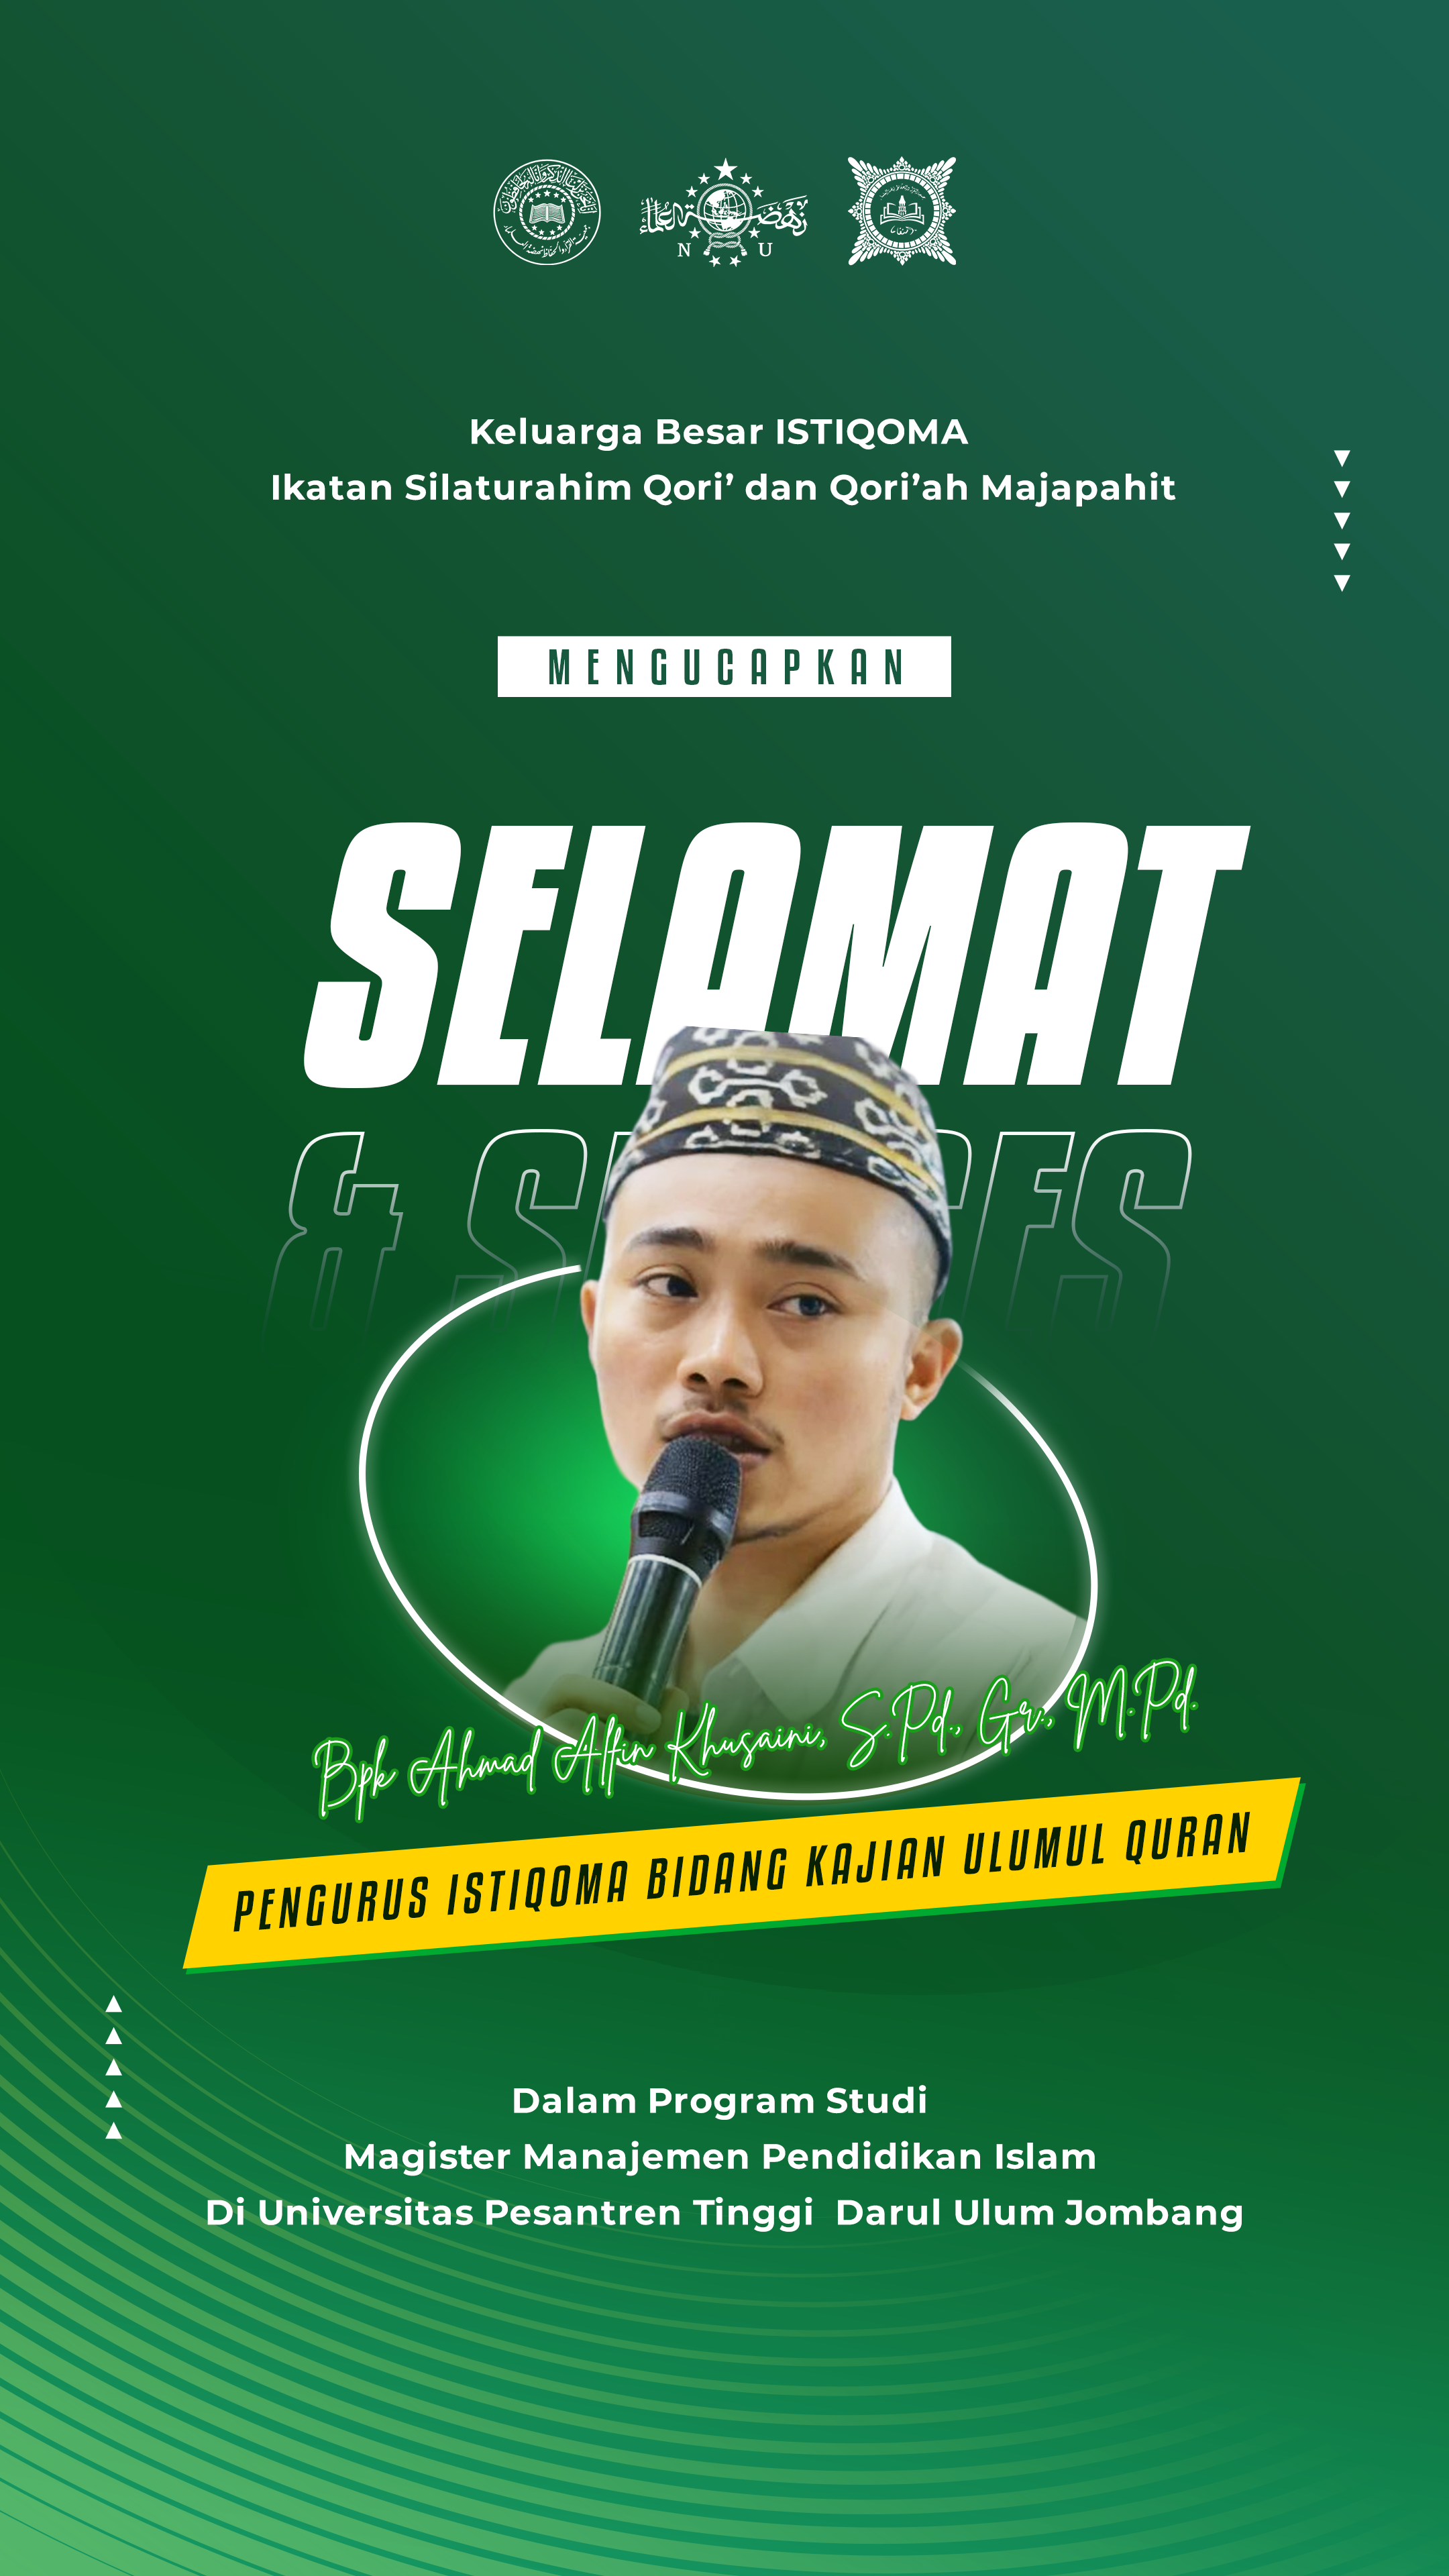 نهضة العلماء
N U
Keluarga Besar ISTIQOMA
Ikatan Silaturahim Qori’ dan Qori’ah Majapahit
MENGUCAPKAN
SELAMAT
Bpk Ahmad Alfin Khusaini, S.Pd., Gr., M.Pd.
PENGURUS ISTIQOMA BIDANG KAJIAN ULUMUL QURAN
Dalam Program Studi
Magister Manajemen Pendidikan Islam
Di Universitas Pesantren Tinggi Darul Ulum Jombang